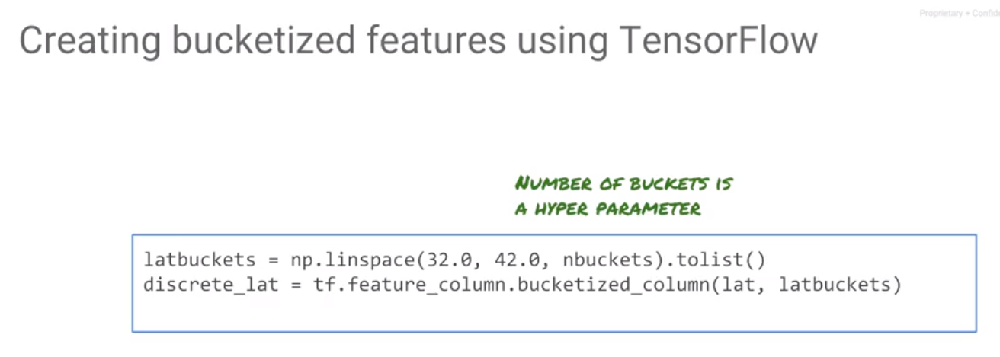 Proprietary + Confide
Creating bucketized features using TensorFlow
NUMBER OF BUCKETS IS
A HYPER PARAMETER
latbuckets = np.linspace(32.0, 42.0, nbuckets).tolist()
discrete_lat = tf.feature_column.bucketized_column(lat, latbuckets)